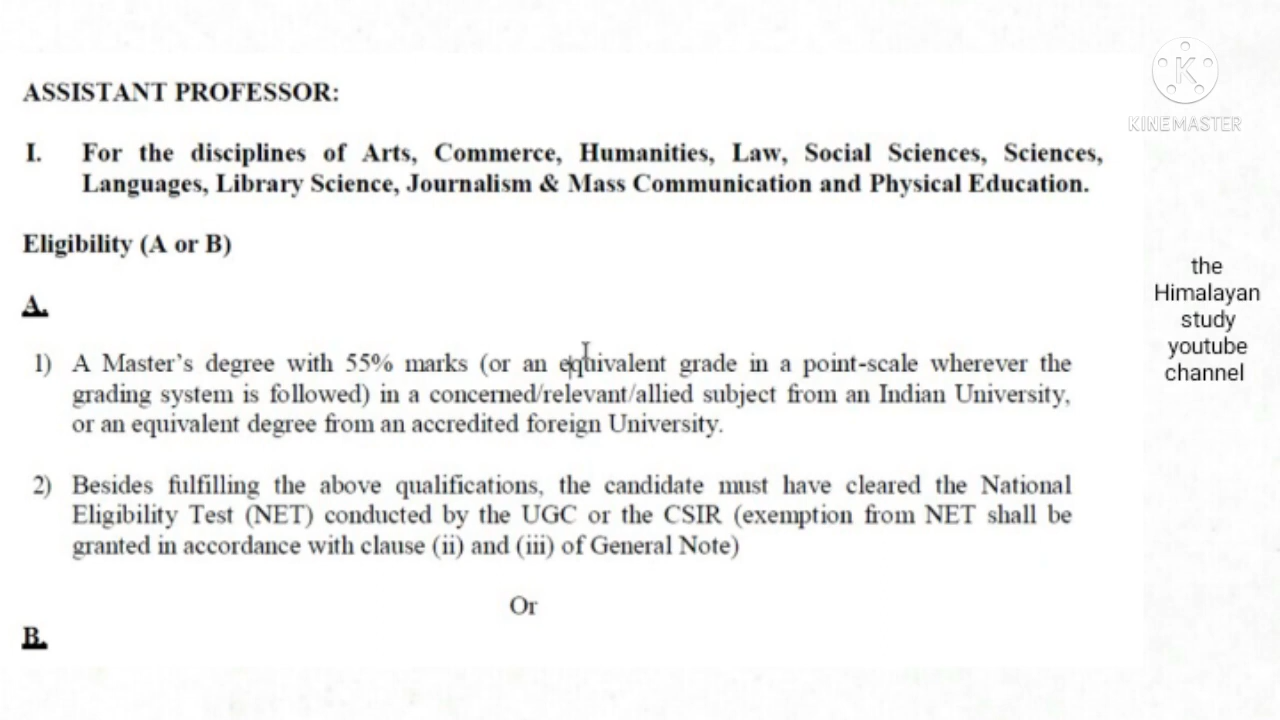 ASSISTANT PROFESSOR:
I. For the disciplines of Arts, Commerce, Humanities, Law, Social Sciences, Sciences,
Languages, Library Science, Journalism & Mass Communication and Physical Education.
Eligibility (A or B)
A.
1) A Master's degree with 55% marks (or an equivalent grade in a point-scale wherever the
grading system is followed) in a concerned/relevant/allied subject from an Indian University,
or an equivalent degree from an accredited foreign University.
2) Besides fulfilling the above qualifications, the candidate must have cleared the National
Eligibility Test (NET) conducted by the UGC or the CSIR (exemption from NET shall be
granted in accordance with clause (ii) and (iii) of General Note)
Or
B.
K
KINEMASTER
the
Himalayan
study
youtube
channel